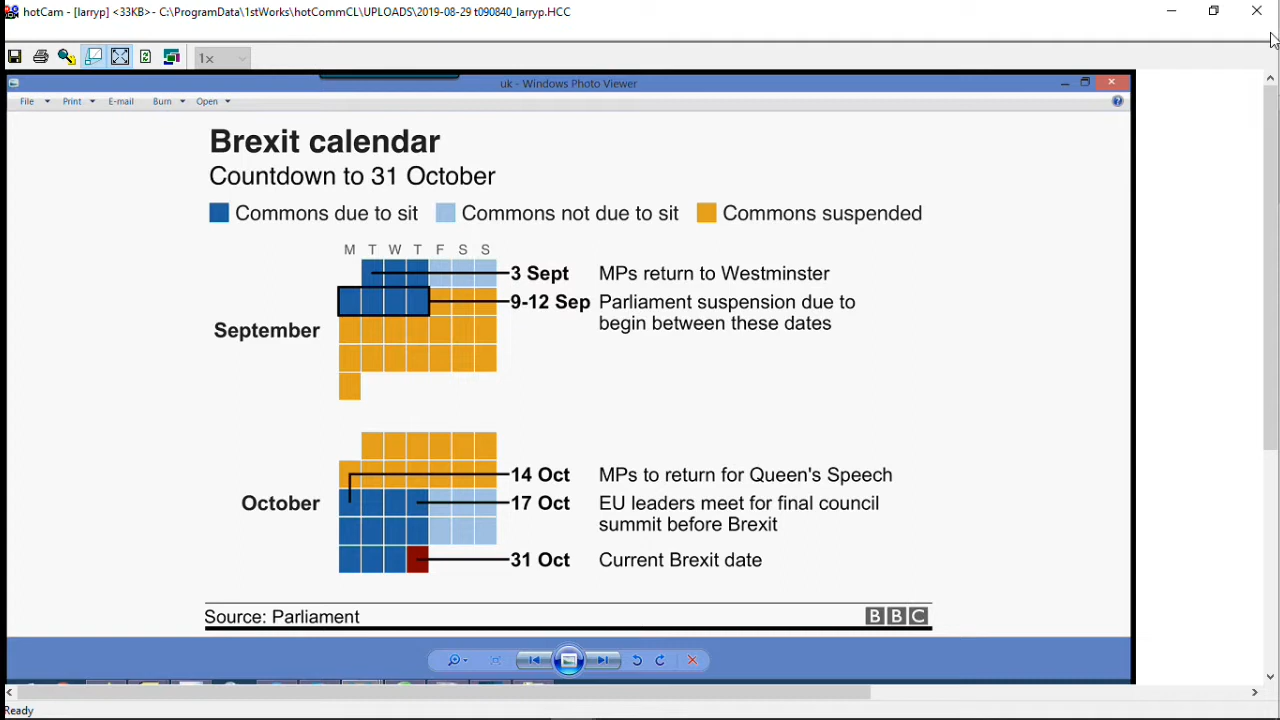 hotCam - [larryp] <33KB>- C:\ProgramData\1stWorks\hotCommCL\UPLOADS\2019-08-29 t090840_larryp.HCC
1x
uk - Windows Photo Viewer
File Print E-mail Burn Open
Brexit calendar
Countdown to 31 October
Commons due to sit Commons not due to sit Commons suspended
M T W T F S S
3 Sept MPs return to Westminster
9-12 Sep Parliament suspension due to
begin between these dates
September
14 Oct MPs to return for Queen's Speech
October 17 Oct EU leaders meet for final council
summit before Brexit
31 Oct Current Brexit date
Source: Parliament BBC
Ready